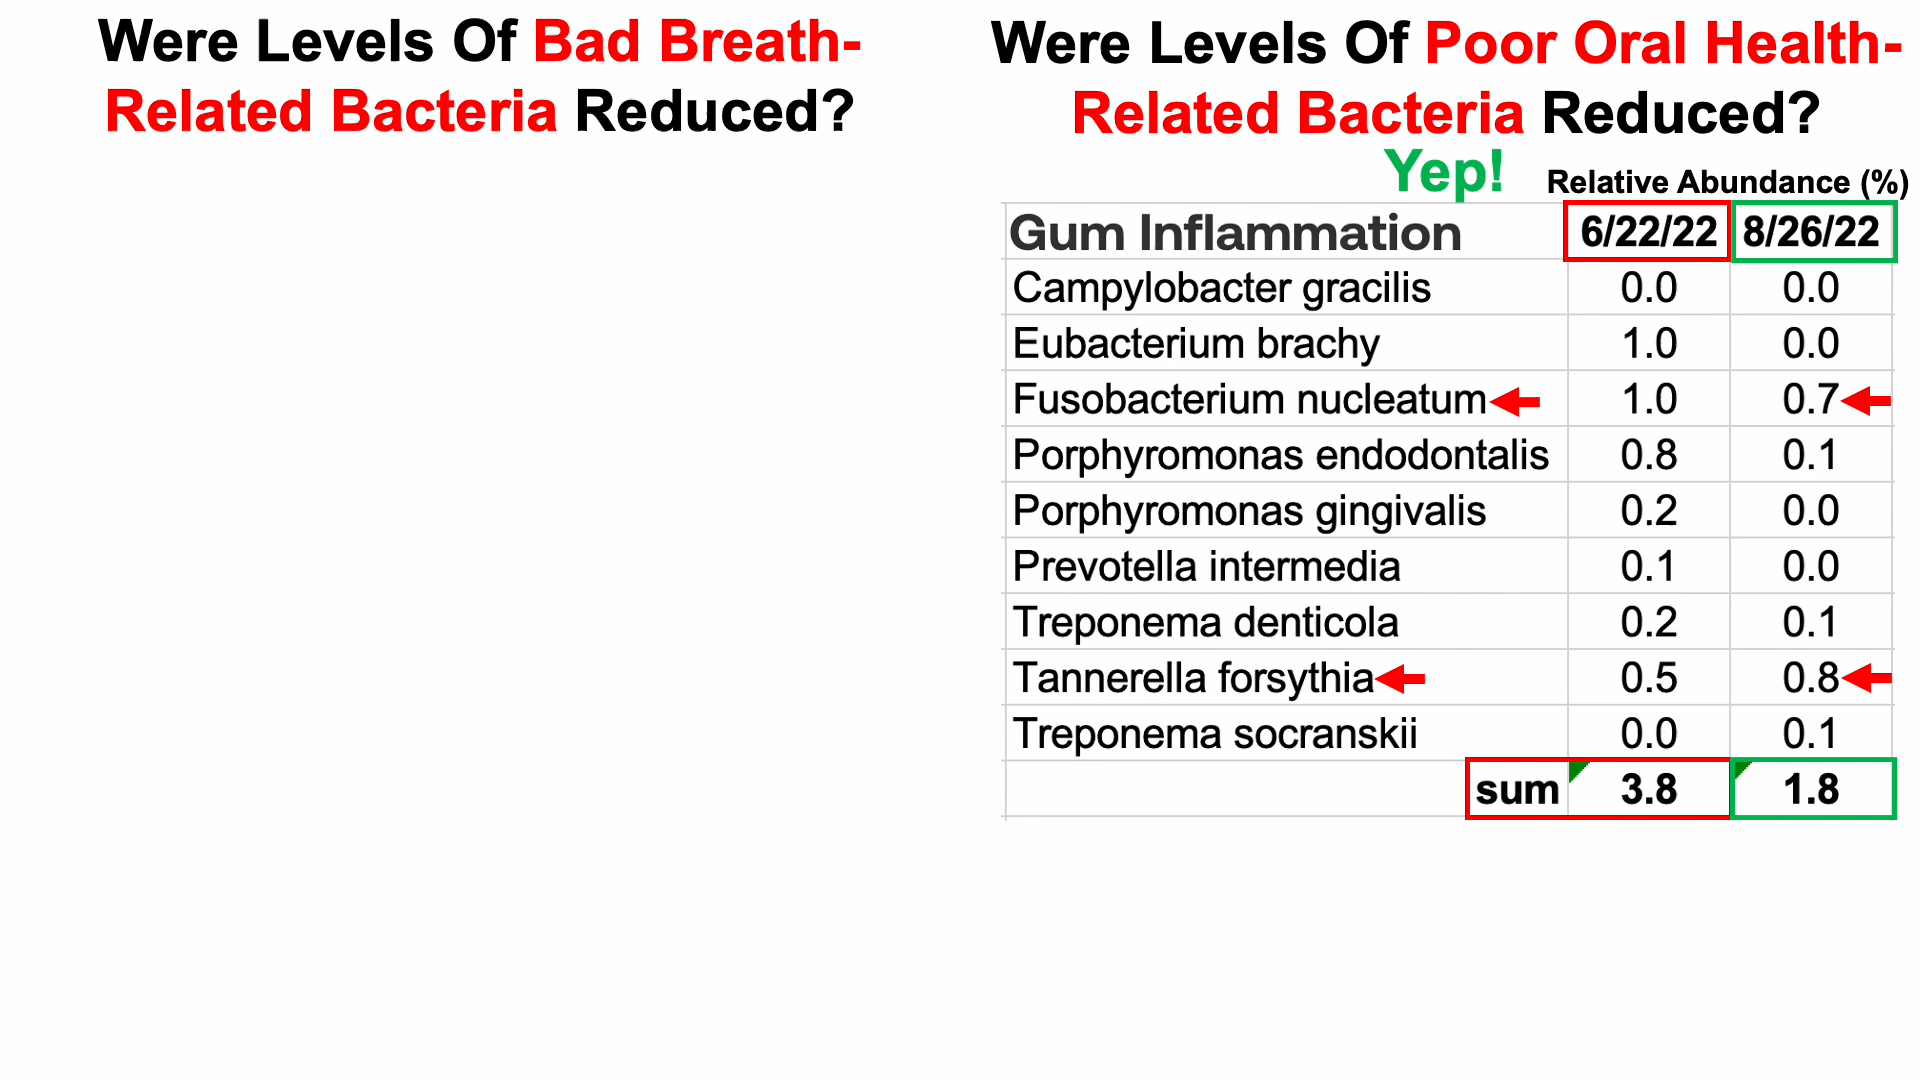 Were Levels Of Bad Breath-
Related Bacteria Reduced?
Were Levels Of Poor Oral Health-
Related Bacteria Reduced?
Yep! Relative Abundance (%)
Gum Inflammation 6/22/22 8/26/22
Campylobacter gracilis 0.0 0.0
Eubacterium brachy 1.0 0.0
Fusobacterium nucleatum 1.0 0.7
Porphyromonas endodontalis 0.8 0.1
Porphyromonas gingivalis 0.2 0.0
Prevotella intermedia 0.1 0.0
Treponema denticola 0.2 0.1
Tannerella forsythia 0.5 0.8
Treponema socranskii 0.0 0.1
sum 3.8 1.8